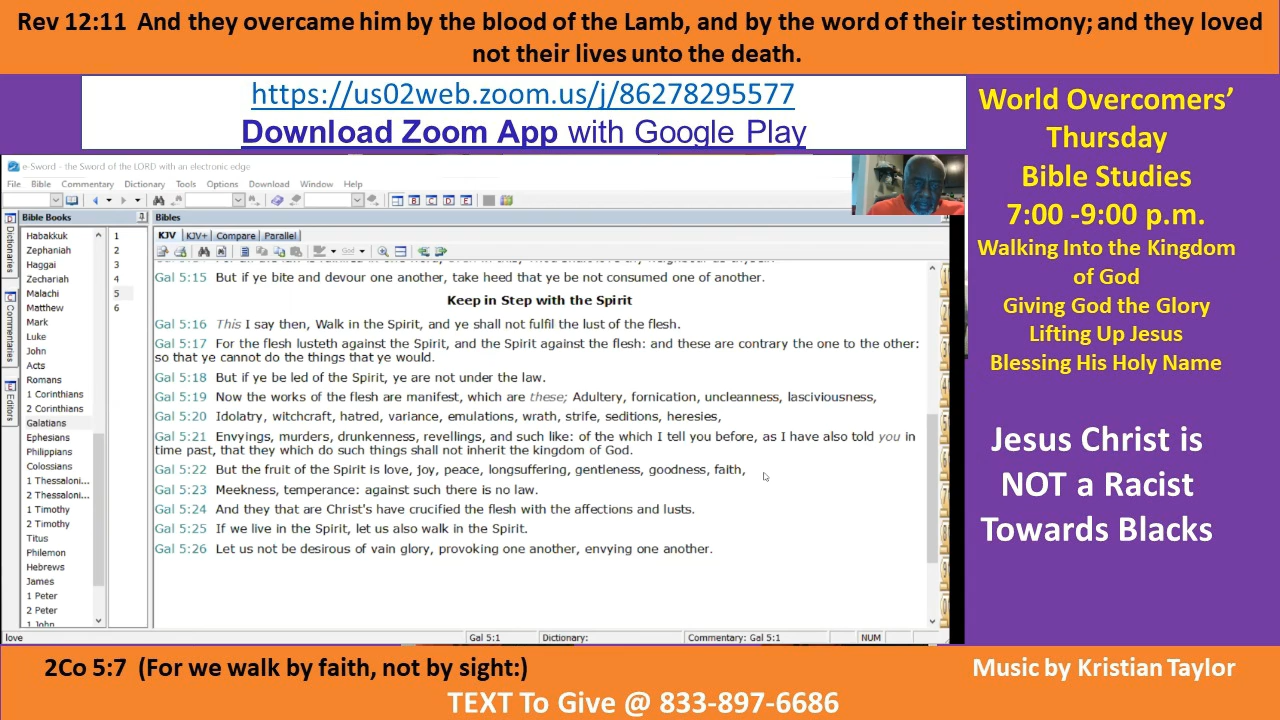 Rev 12:11 And they overcame him by the blood of the Lamb, and by the word of their testimony; and they loved
not their lives unto the death.
https://us02web.zoom.us/j/86278295577
Download Zoom App with Google Play
World Overcomers’
Thursday
Bible Studies
7:00 -9:00 p.m.
Walking Into the Kingdom
of God
Giving God the Glory
Lifting Up Jesus
Blessing His Holy Name
Jesus Christ is
NOT a Racist
Towards Blacks
e-Sword - the Sword of the LORD with an electronic edge
File Bible Commentary Dictionary Tools Options Download Window Help
Dictionaries
Commentaries
Editors
Bible Books
Habakkuk
Zephaniah
Haggai
Zechariah
Malachi
Matthew
Mark
Luke
John
Acts
Romans
1 Corinthians
2 Corinthians
Galatians
Ephesians
Philippians
Colossians
1 Thessaloni...
2 Thessaloni...
1 Timothy
2 Timothy
Titus
Philemon
Hebrews
James
1 Peter
2 Peter
1 John
1
2
3
4
5
6
Bibles
KJV KJV+ Compare Parallel
Gal 5:15 But if ye bite and devour one another, take heed that ye be not consumed one of another.
Keep in Step with the Spirit
Gal 5:16 This I say then, Walk in the Spirit, and ye shall not fulfil the lust of the flesh.
Gal 5:17 For the flesh lusteth against the Spirit, and the Spirit against the flesh: and these are contrary the one to the other:
so that ye cannot do the things that ye would.
Gal 5:18 But if ye be led of the Spirit, ye are not under the law.
Gal 5:19 Now the works of the flesh are manifest, which are these; Adultery, fornication, uncleanness, lasciviousness,
Gal 5:20 Idolatry, witchcraft, hatred, variance, emulations, wrath, strife, seditions, heresies,
Gal 5:21 Envyings, murders, drunkenness, revellings, and such like: of the which I tell you before, as I have also told you in
time past, that they which do such things shall not inherit the kingdom of God.
Gal 5:22 But the fruit of the Spirit is love, joy, peace, longsuffering, gentleness, goodness, faith,
Gal 5:23 Meekness, temperance: against such there is no law.
Gal 5:24 And they that are Christ's have crucified the flesh with the affections and lusts.
Gal 5:25 If we live in the Spirit, let us also walk in the Spirit.
Gal 5:26 Let us not be desirous of vain glory, provoking one another, envying one another.
love Gal 5:1 Dictionary: Commentary: Gal 5:1 NUM
2Co 5:7 (For we walk by faith, not by sight:)
Music by Kristian Taylor
TEXT To Give @ 833-897-6686